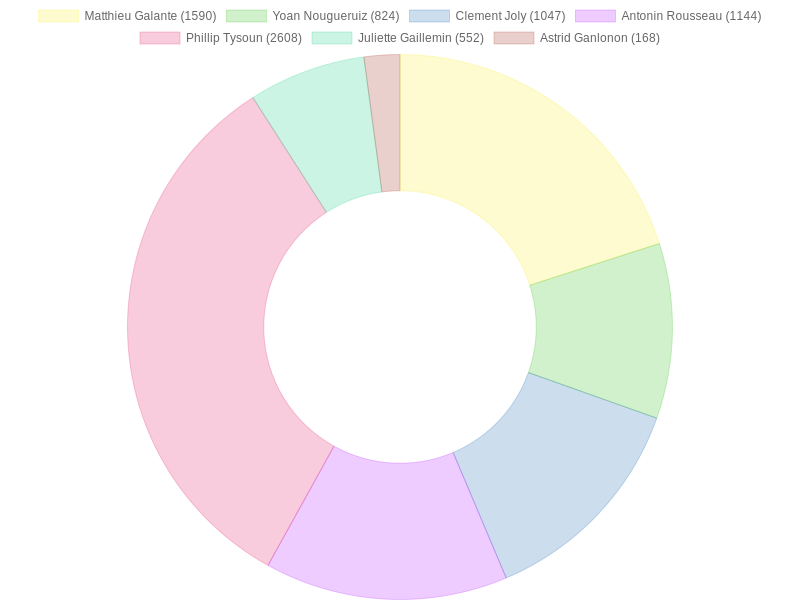 Matthieu Galante (1590) Yoan Nougueruiz (824) Clement Joly (1047) Antonin Rousseau (1144)
Phillip Tysoun (2608) Juliette Gaillemin (552) Astrid Ganlonon (168)